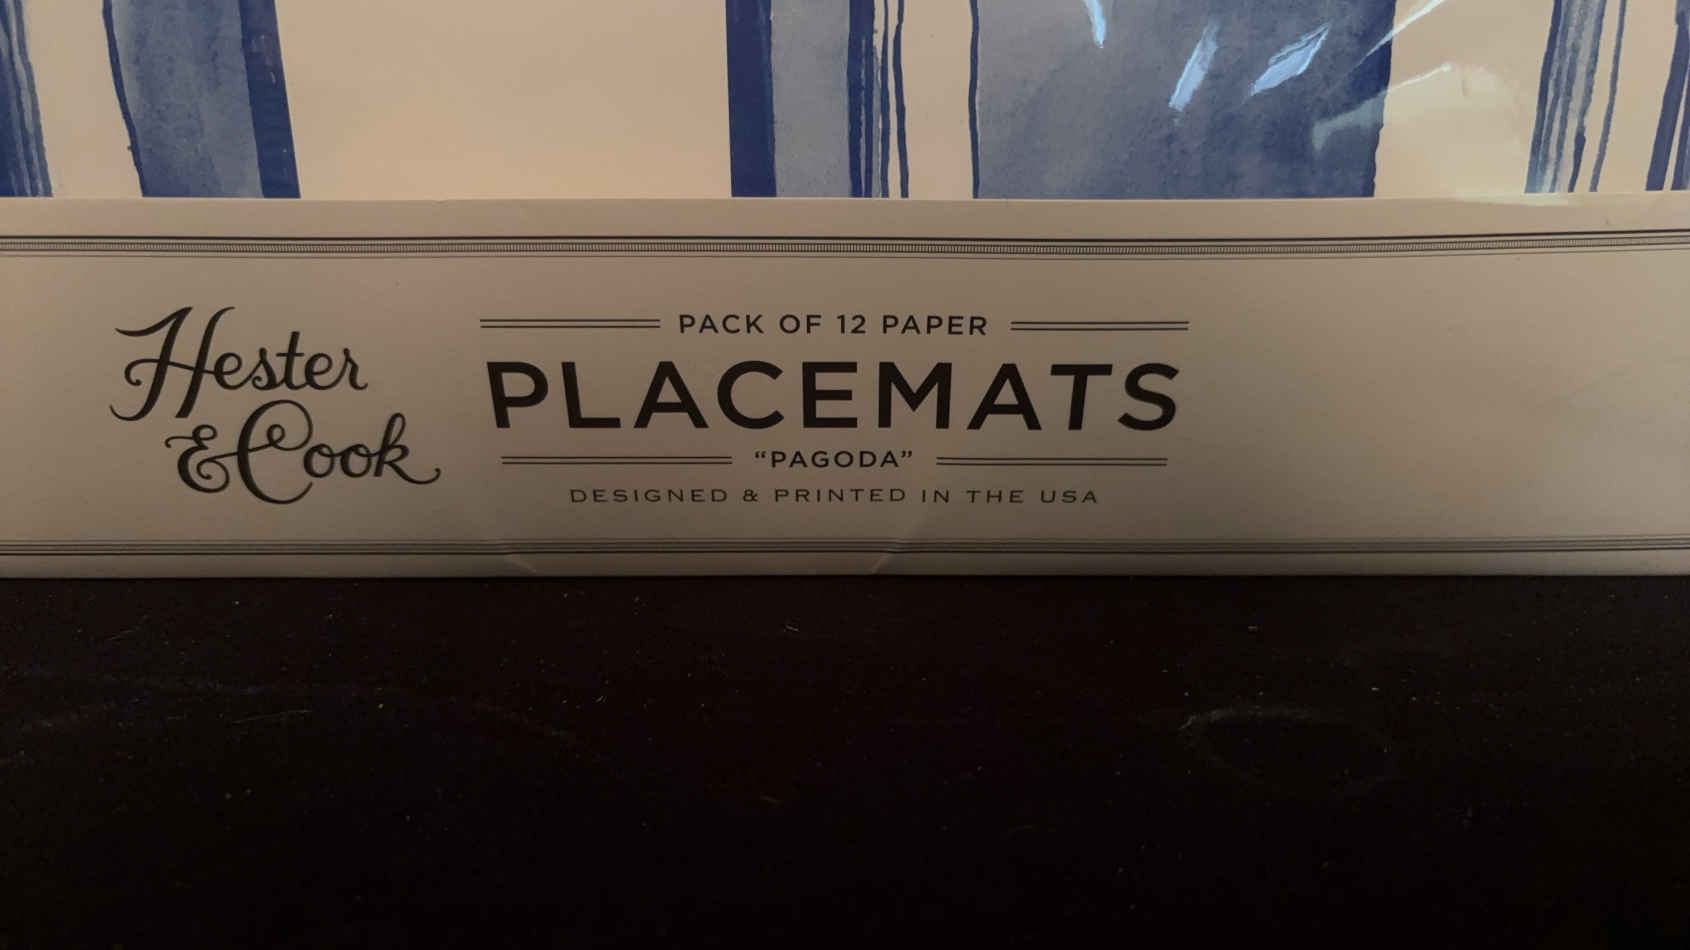 Hester
& Cook
PACK OF 12 PAPER
PLACEMATS
“PAGODA”
DESIGNED & PRINTED IN THE USA